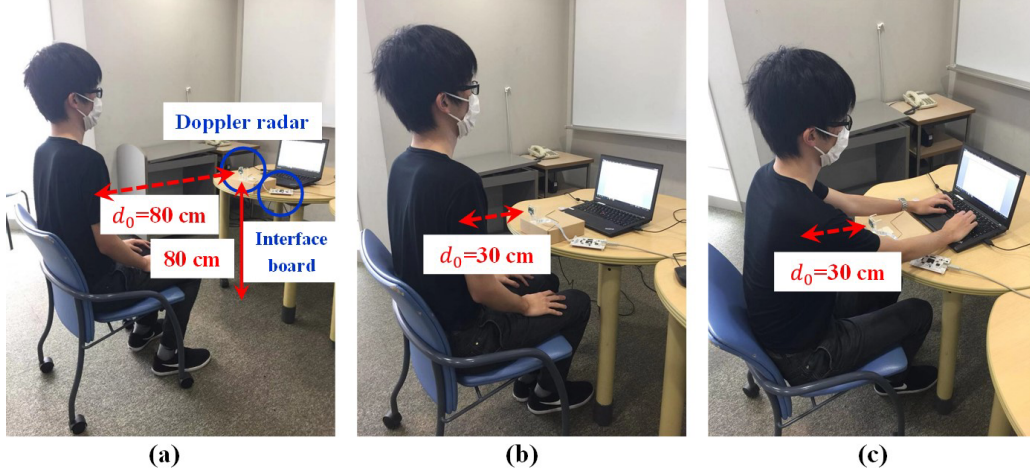 Doppler radar
d₀=80 cm
80 cm
Interface
board
(a)
d₀=30 cm
(b)
d₀=30 cm
(c)